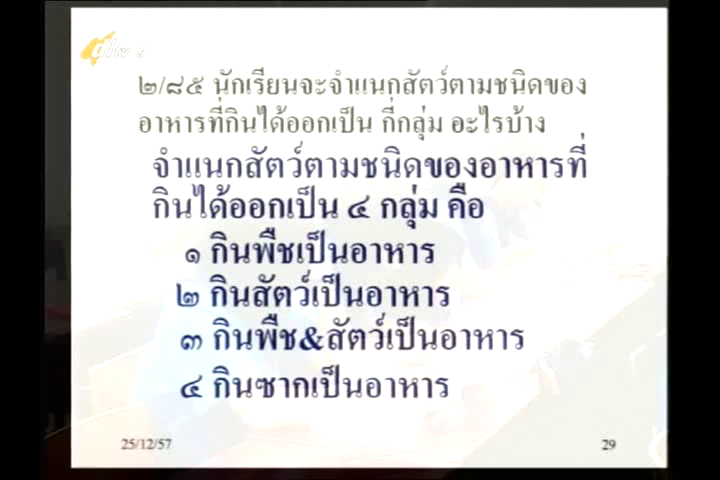 ๒/๘๕ นักเรียนจะจำแนกสัตว์ตามชนิดของ
อาหารที่กินได้ออกเป็น กี่กลุ่ม อะไรบ้าง
จำแนกสัตว์ตามชนิดของอาหารที่
กินได้ออกเป็น ๔ กลุ่ม คือ
๑ กินพืชเป็นอาหาร
๒ กินสัตว์เป็นอาหาร
๓ กินพืช&สัตว์เป็นอาหาร
๔ กินซากเป็นอาหาร
25/12/57
29